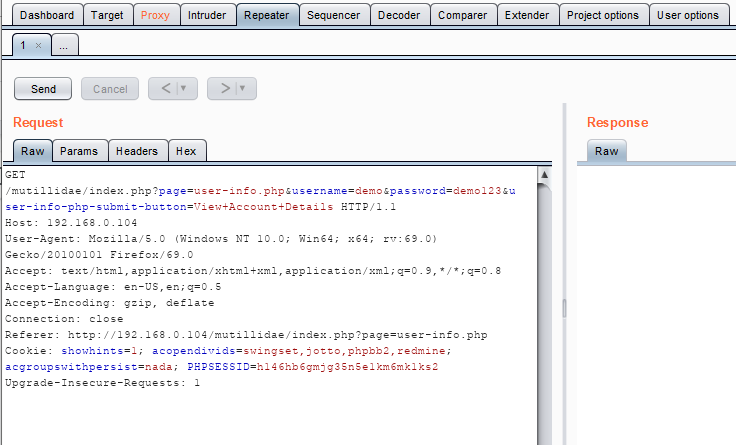 Dashboard Target Proxy Intruder Repeater Sequencer Decoder Comparer Extender Project options User options
1 × ...
Send Cancel < >
Request Response
Raw Params Headers Hex Raw
GET
/mutillidae/index.php?page=user-info.php&username=demo&password=demo123&u
ser-info-php-submit-button=View+Account+Details HTTP/1.1
Host: 192.168.0.104
User-Agent: Mozilla/5.0 (Windows NT 10.0; Win64; x64; rv:69.0)
Gecko/20100101 Firefox/69.0
Accept: text/html,application/xhtml+xml,application/xml;q=0.9,*/*;q=0.8
Accept-Language: en-US,en;q=0.5
Accept-Encoding: gzip, deflate
Connection: close
Referer: http://192.168.0.104/mutillidae/index.php?page=user-info.php
Cookie: showhints=1; acopendivids=swingset,jotto,phpbb2,redmine;
acgroupswithpersist=nada; PHPSESSID=h146hb6gmjg35n5e1km6mk1ks2
Upgrade-Insecure-Requests: 1